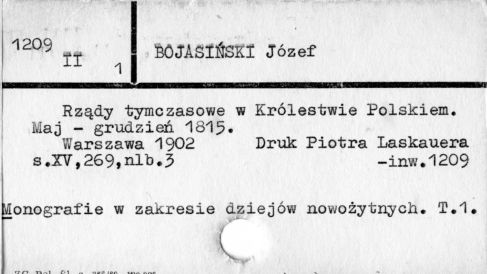 1209
II
1
BOJASIŃSKI Józef
Rządy tymczasowe w Królestwie Polskiem.
Maj - grudzień 1815.
Warszawa 1902 Druk Piotra Laskauera
s.XV,269,nlb.3 -inw.1209
Monografie w zakresie dziejów nowożytnych. T.1.